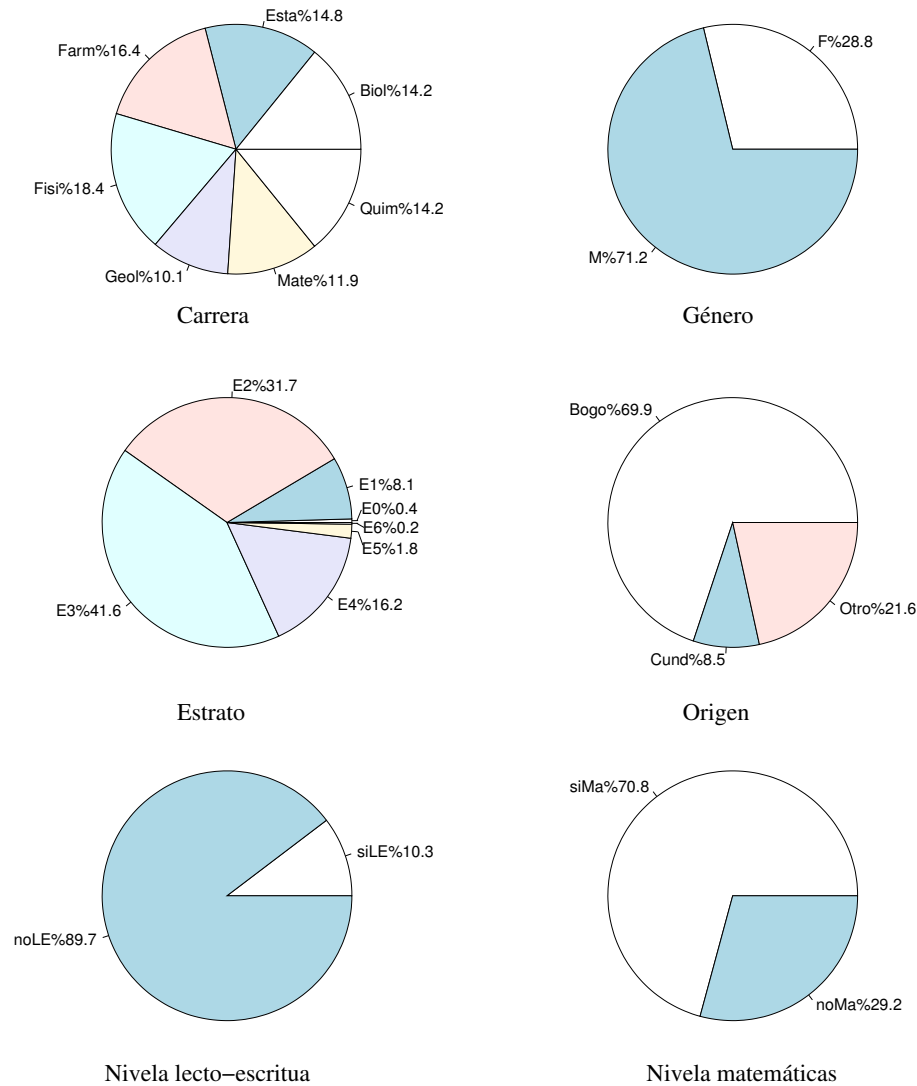 Esta%14.8
Farm%16.4
Biol%14.2
Fisi%18.4
Quim%14.2
Geol%10.1
Mate%11.9
Carrera
F%28.8
M%71.2
Género
E2%31.7
E1%8.1
E0%0.4
E6%0.2
E5%1.8
E3%41.6
E4%16.2
Estrato
Bogo%69.9
Otro%21.6
Cund%8.5
Origen
siLE%10.3
noLE%89.7
Nivela lecto−escritua
siMa%70.8
noMa%29.2
Nivela matemáticas